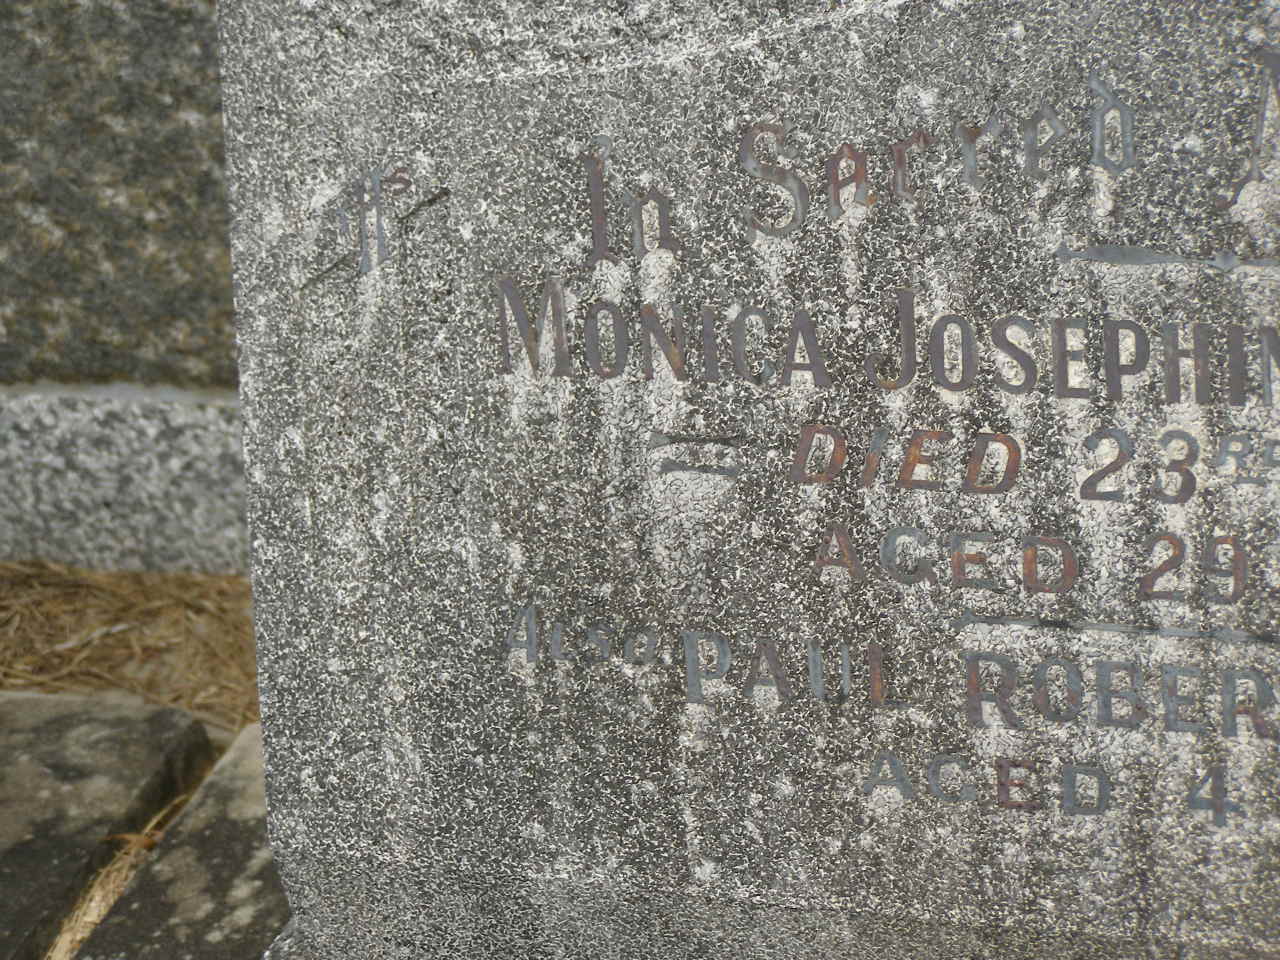 In Sacred
MONICA JOSEPHIN
DIED 23RD
AGED 29
ALSO PAUL ROBER
AGED 4